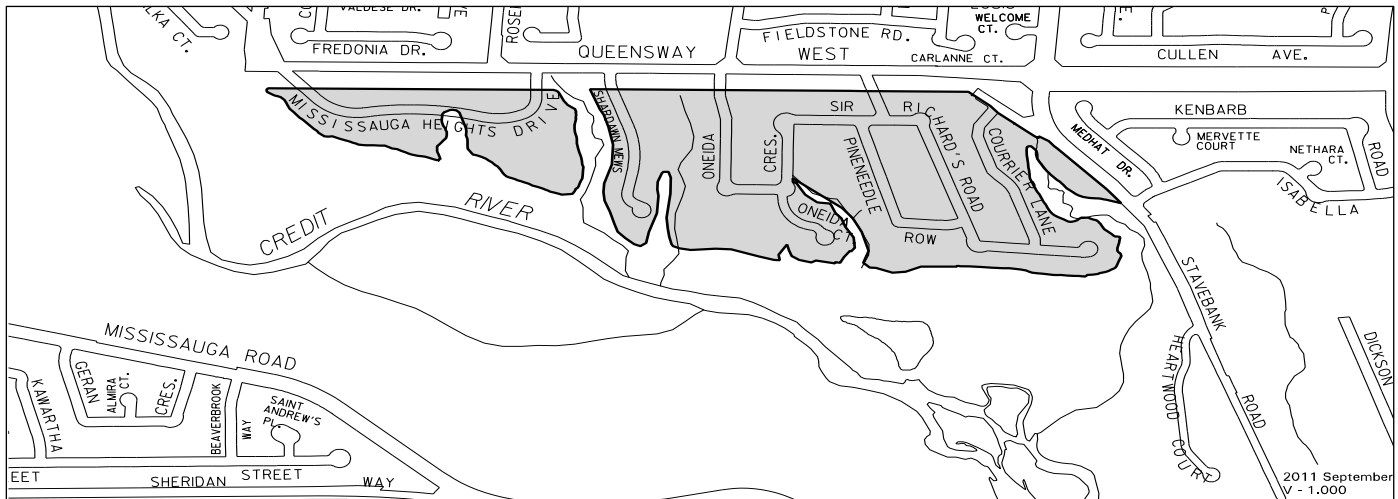 VALDESE DR.
FREDONIA DR.
QUEENSWAY
WEST
FIELDSTONE RD.
WELCOME
CT.
CARLANNE CT.
CULLEN AVE.
MISSISSAUGA HEIGHTS DRIVE
SHARDAWN MEWS
ONEIDA
CRES.
SIR
RICHARD'S ROAD
PINENEEDLE
ROW
COURRIER LANE
ONEIDA
CT.
MEDHAT DR.
KENBARB
ROAD
MERVETTE
COURT
NETHARA
CT.
ISABELLA
CREDIT
RIVER
STAVEBANK
ROAD
HEARTWOOD COURT
DICKSON
MISSISSAUGA ROAD
KAWARTHA
GERAN
CRES.
ALMIRA
CT.
BEAVERBROOK
WAY
SAINT
ANDREW'S
PL.
STREET
SHERIDAN
WAY
2011 September
V - 1.000